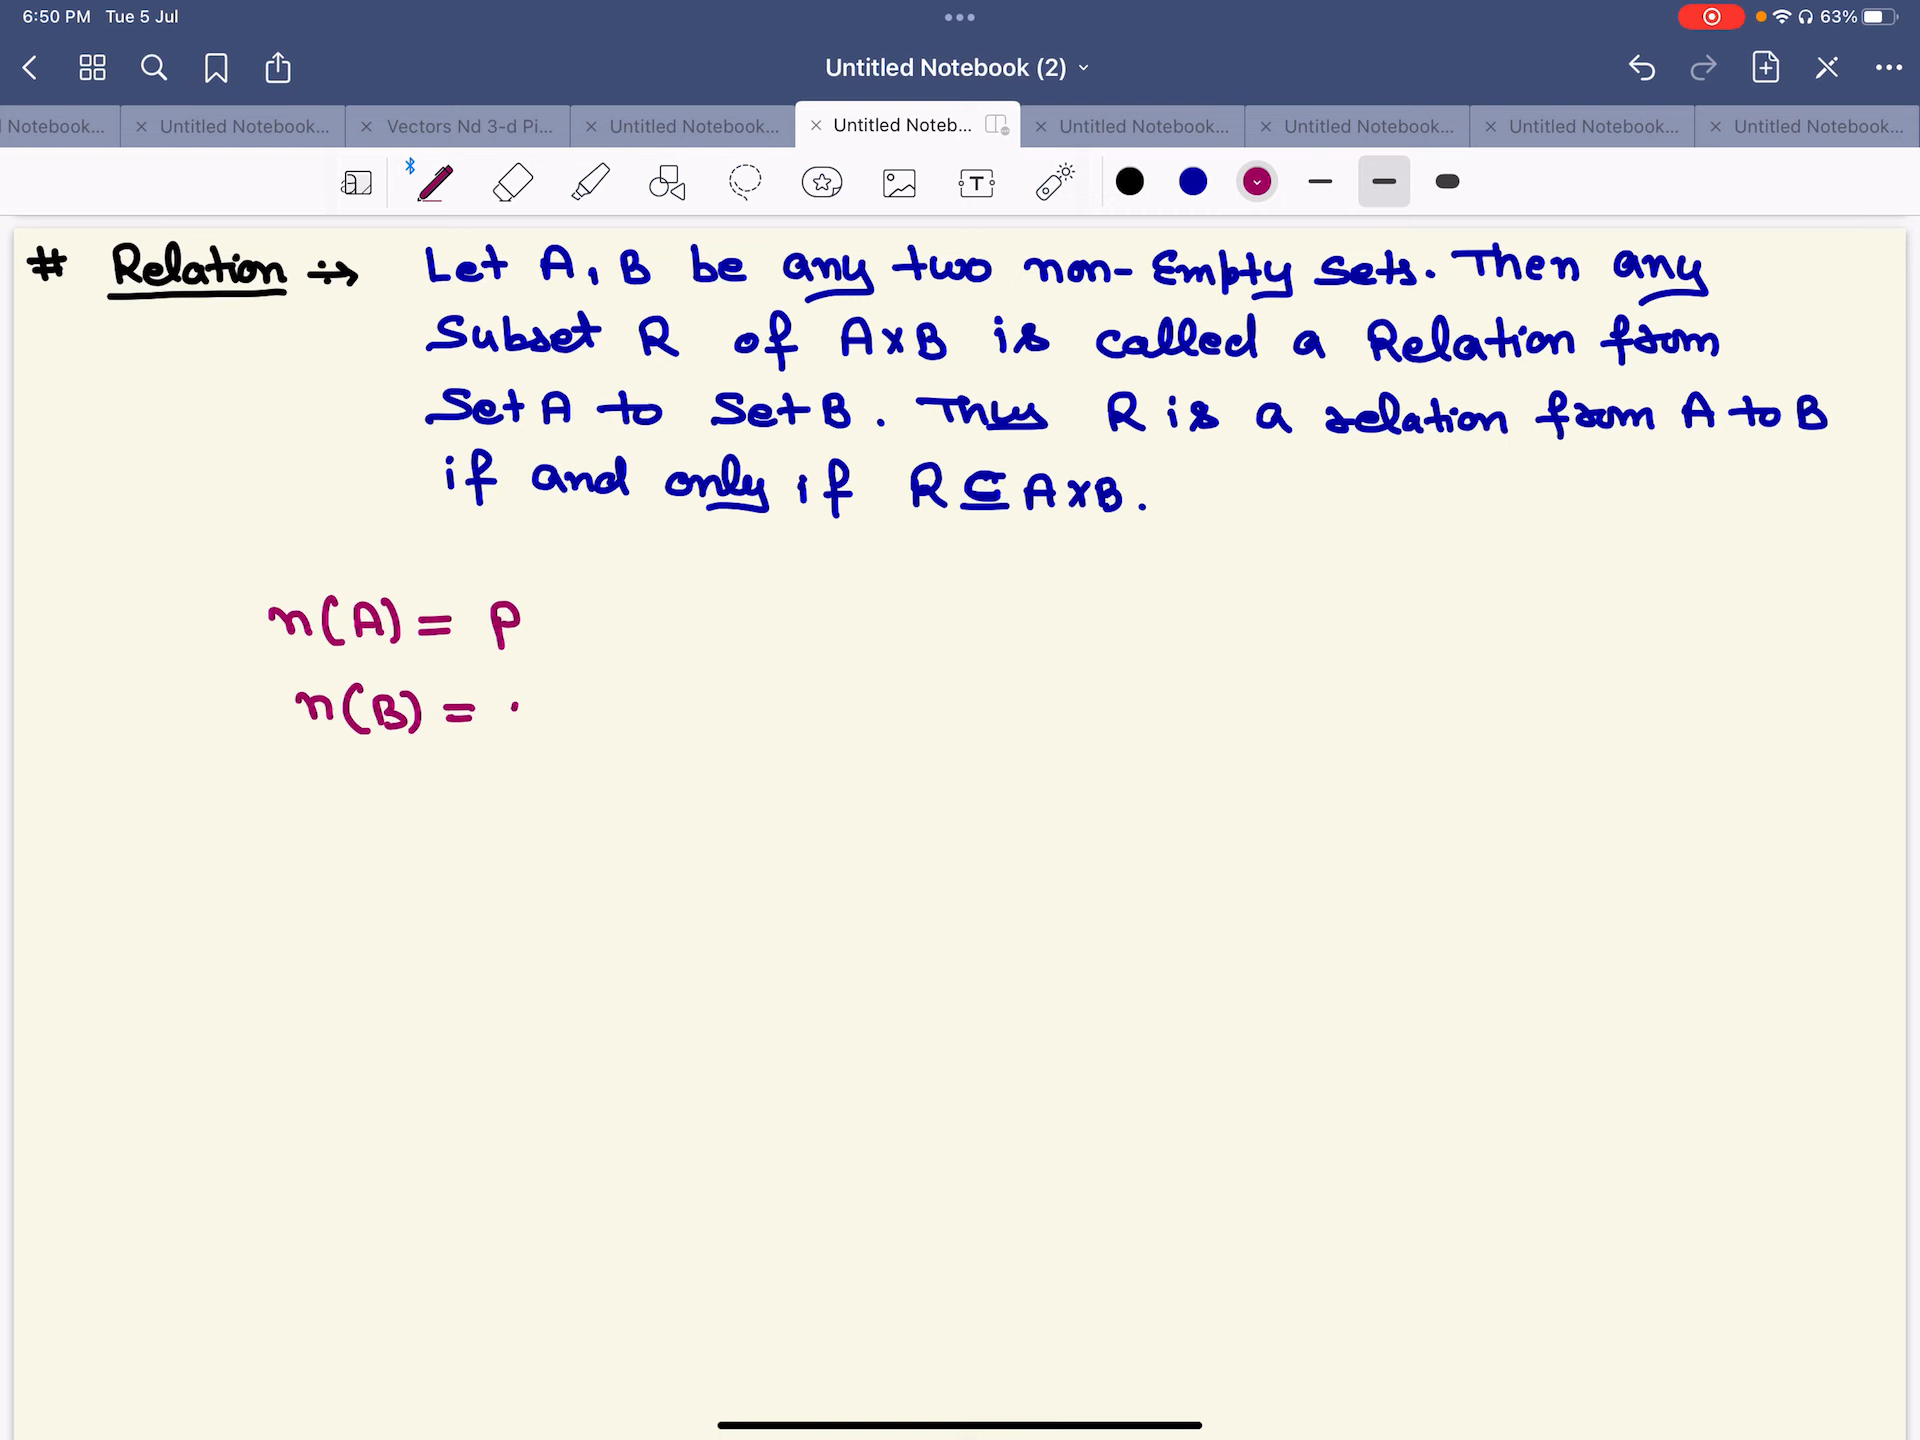 6:50 PM Tue 5 Jul
63%
Untitled Notebook (2)
Notebook... Untitled Notebook... Vectors Nd 3-d Pi... Untitled Notebook... Untitled Noteb... Untitled Notebook... Untitled Notebook... Untitled Notebook... Untitled Notebook...
# Relation ÷→ Let A, B be any two non-Empty sets. Then any
Subset R of A×B is called a Relation from
Set A to Set B. Thus R is a relation from A to B
if and only if R ⊆ A×B.
n(A) = p
n(B) =